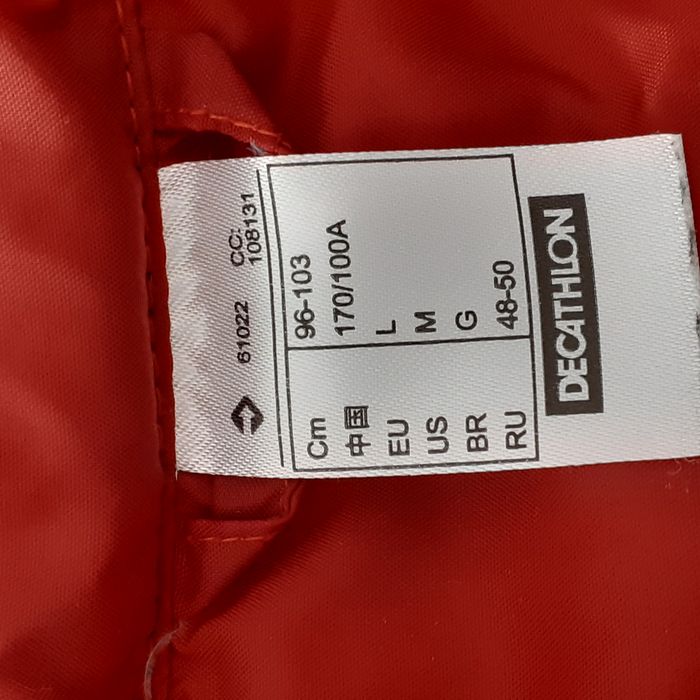 61022 CC: 108131
Cm 96-103
中国 170/100A
EU L
US M
BR G
RU 48-50
DECATHLON